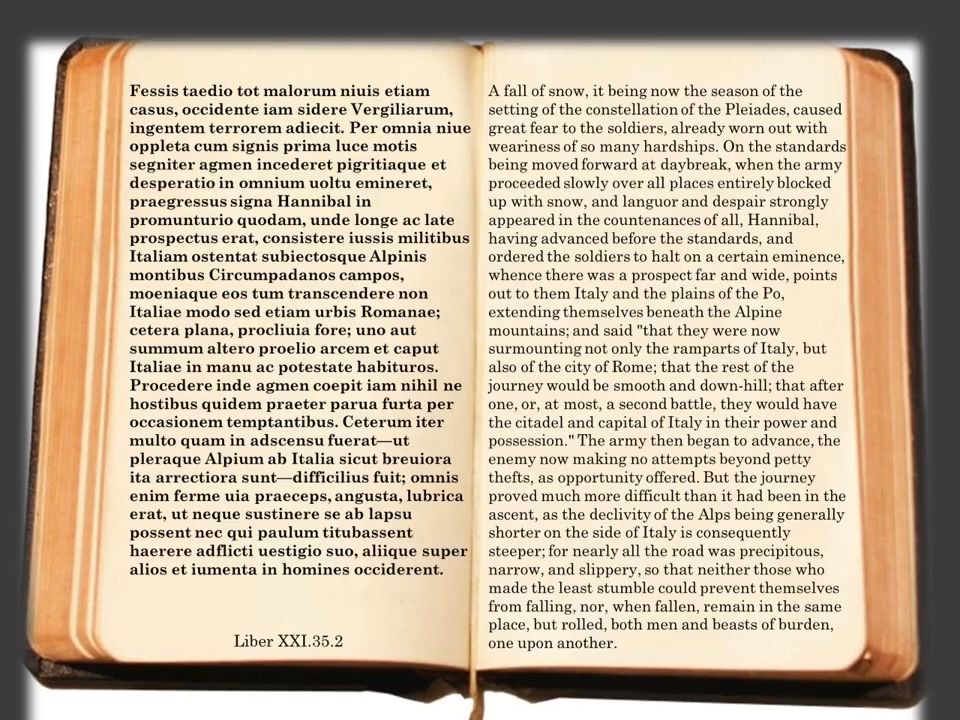 Fessis taedio tot malorum niuis etiam
casus, occidente iam sidere Vergiliarum,
ingentem terrorem adiecit. Per omnia niue
oppleta cum signis prima luce motis
segniter agmen incederet pigritiaque et
desperatio in omnium uoltu emineret,
praegressus signa Hannibal in
promunturio quodam, unde longe ac late
prospectus erat, consistere iussis militibus
Italiam ostentat subiectosque Alpinis
montibus Circumpadanos campos,
moeniaque eos tum transcendere non
Italiae modo sed etiam urbis Romanae;
cetera plana, procliuia fore; uno aut
summum altero proelio arcem et caput
Italiae in manu ac potestate habituros.
Procedere inde agmen coepit iam nihil ne
hostibus quidem praeter parua furta per
occasionem temptantibus. Ceterum iter
multo quam in adscensu fuerat—ut
pleraque Alpium ab Italia sicut breuiora
ita arrectiora sunt—difficilius fuit; omnis
enim ferme uia praeceps, angusta, lubrica
erat, ut neque sustinere se ab lapsu
possent nec qui paulum titubassent
haerere adflicti uestigio suo, aliique super
alios et iumenta in homines occiderent.
Liber XXI.35.2
A fall of snow, it being now the season of the
setting of the constellation of the Pleiades, caused
great fear to the soldiers, already worn out with
weariness of so many hardships. On the standards
being moved forward at daybreak, when the army
proceeded slowly over all places entirely blocked
up with snow, and languor and despair strongly
appeared in the countenances of all, Hannibal,
having advanced before the standards, and
ordered the soldiers to halt on a certain eminence,
whence there was a prospect far and wide, points
out to them Italy and the plains of the Po,
extending themselves beneath the Alpine
mountains; and said "that they were now
surmounting not only the ramparts of Italy, but
also of the city of Rome; that the rest of the
journey would be smooth and down-hill; that after
one, or, at most, a second battle, they would have
the citadel and capital of Italy in their power and
possession." The army then began to advance, the
enemy now making no attempts beyond petty
thefts, as opportunity offered. But the journey
proved much more difficult than it had been in the
ascent, as the declivity of the Alps being generally
shorter on the side of Italy is consequently
steeper; for nearly all the road was precipitous,
narrow, and slippery, so that neither those who
made the least stumble could prevent themselves
from falling, nor, when fallen, remain in the same
place, but rolled, both men and beasts of burden,
one upon another.